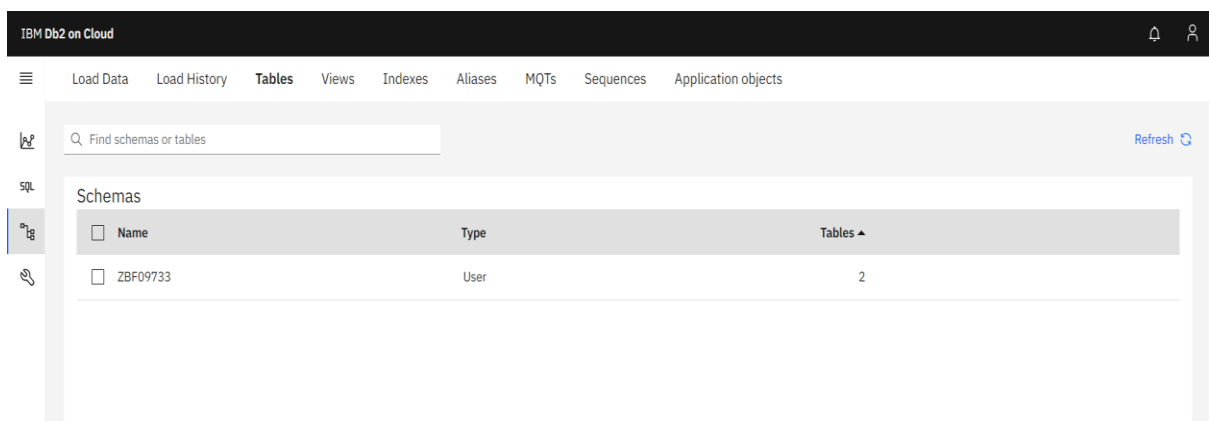 IBM Db2 on Cloud
Load Data Load History Tables Views Indexes Aliases MQTs Sequences Application objects
Find schemas or tables Refresh
SQL
Schemas
Name Type Tables
ZBF09733 User 2